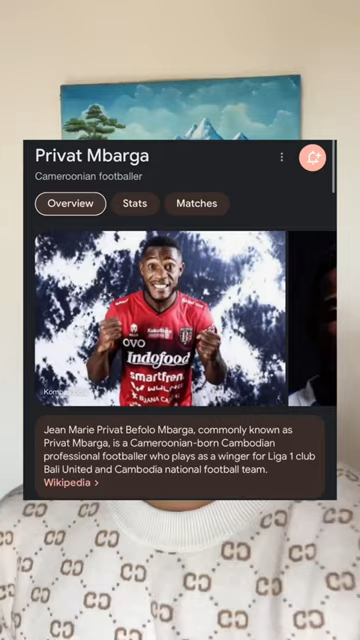 Privat Mbarga
Cameroonian footballer
Overview
Stats
Matches
KukuBima
OVO
Indofood
smartfren
WULING
Jean Marie Privat Befolo Mbarga, commonly known as
Privat Mbarga, is a Cameroonian-born Cambodian
professional footballer who plays as a winger for Liga 1 club
Bali United and Cambodia national football team.
Wikipedia >